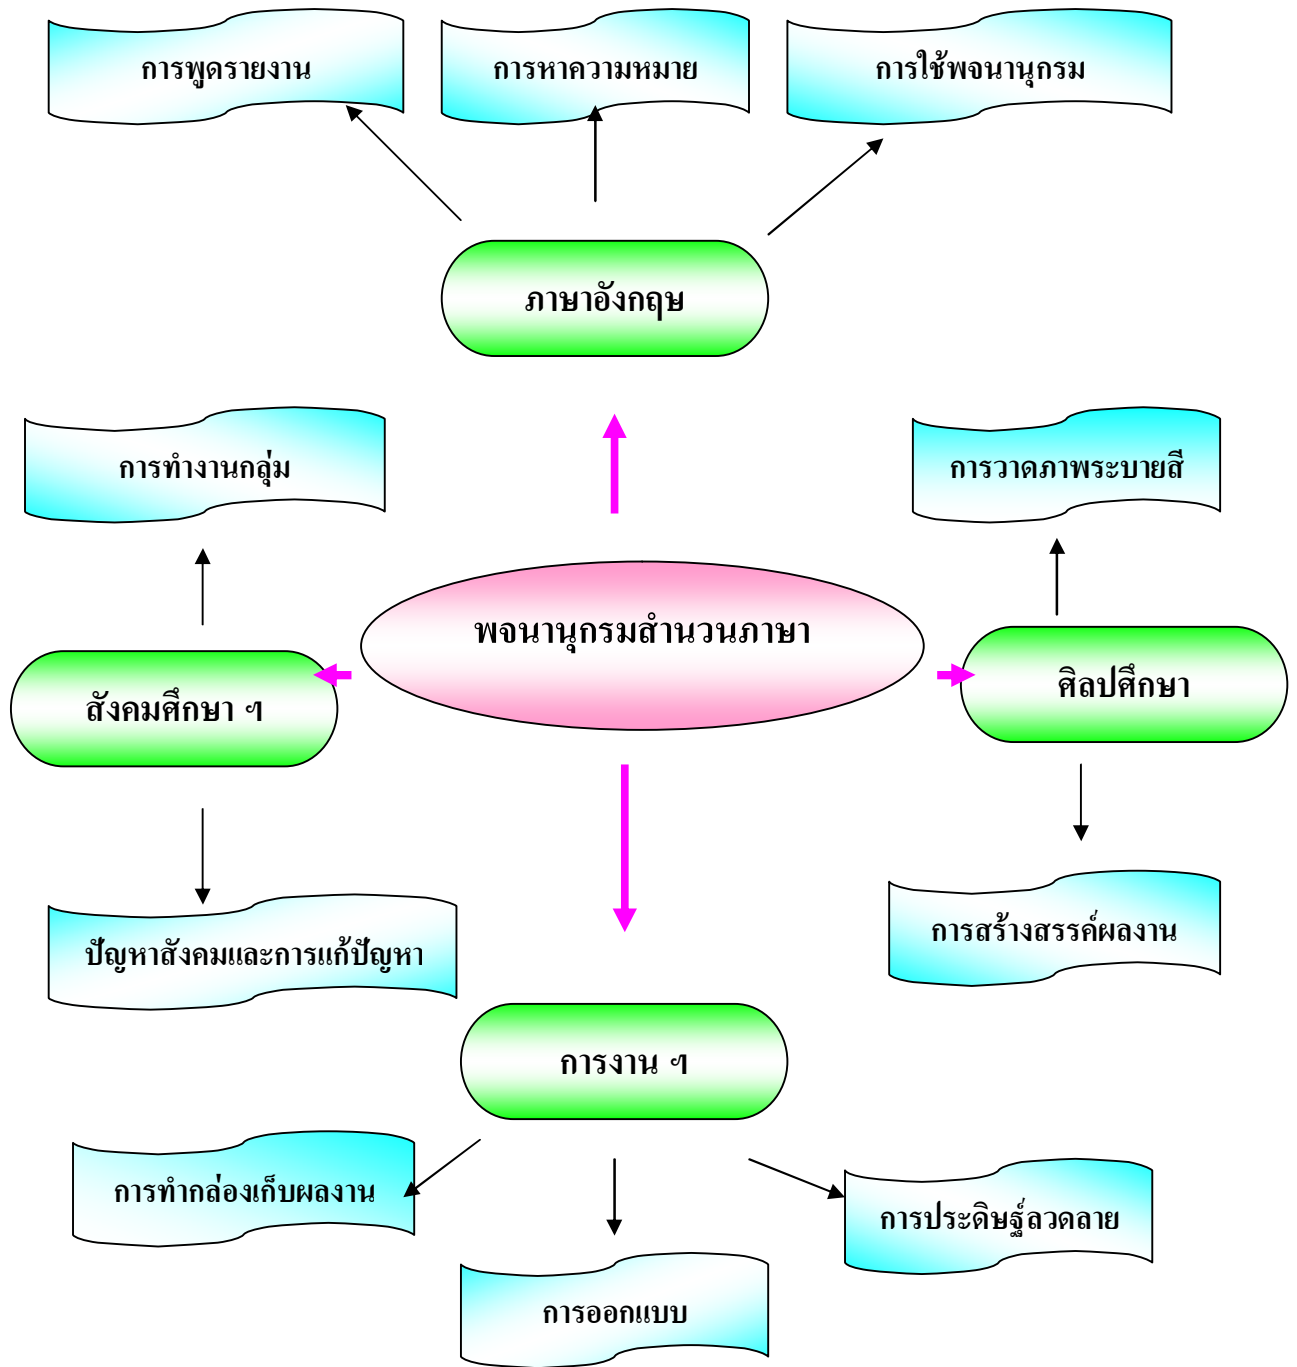 การพูดรายงาน
การหาความหมาย
การใช้พจนานุกรม
ภาษาอังกฤษ
การทำงานกลุ่ม
การวาดภาพระบายสี
พจนานุกรมสำนวนภาษา
สังคมศึกษา ฯ
ศิลปศึกษา
ปัญหาสังคมและการแก้ปัญหา
การสร้างสรรค์ผลงาน
การงาน ฯ
การทำกล่องเก็บผลงาน
การประดิษฐ์ลวดลาย
การออกแบบ